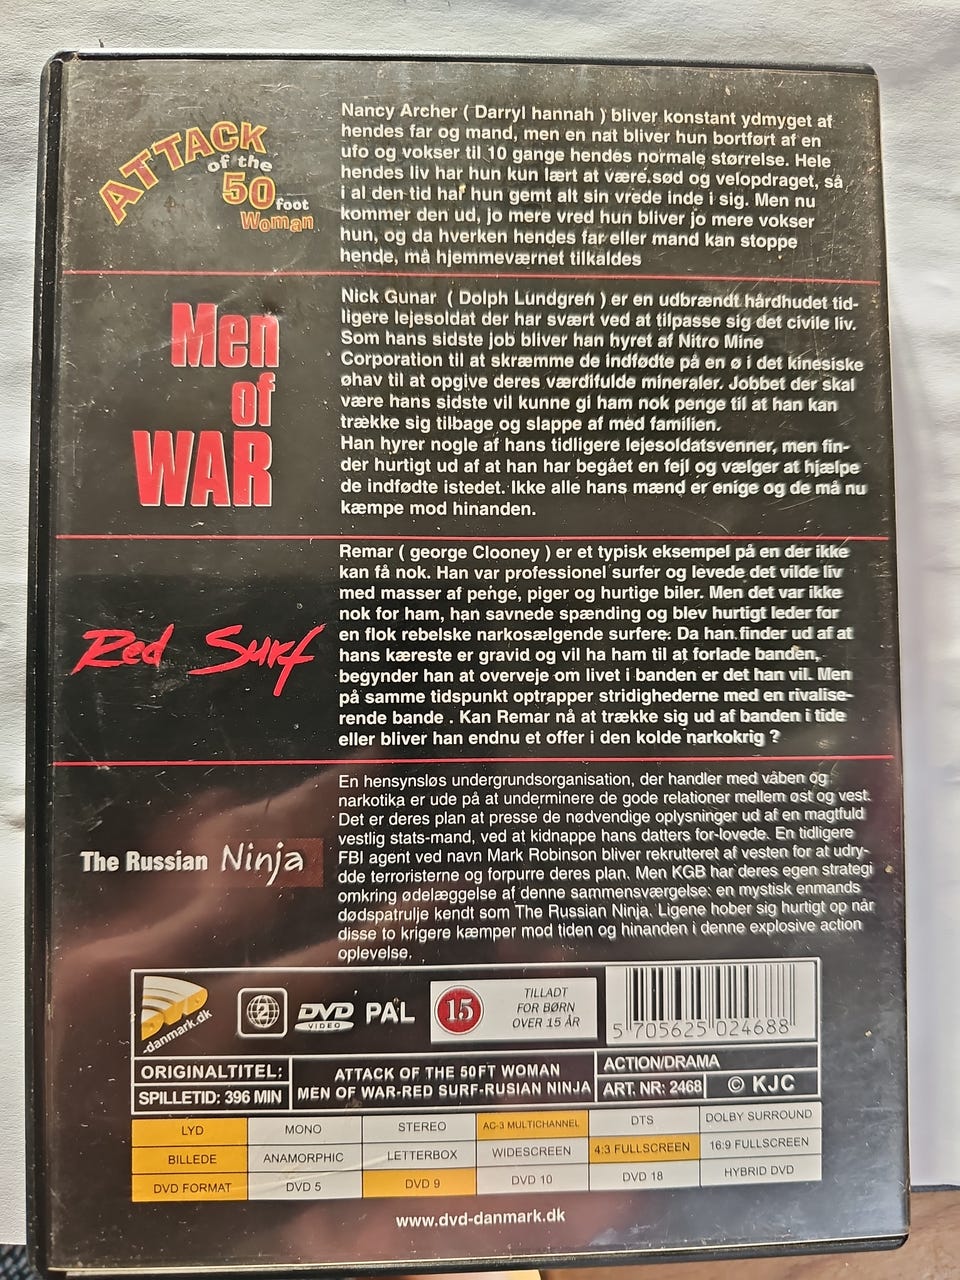 ATTACK
of the
50
foot
Woman
Nancy Archer ( Darryl hannah ) bliver konstant ydmyget af
hendes far og mand, men en nat bliver hun bortført af en
ufo og vokser til 10 gange hendes normale størrelse. Hele
hendes liv har hun kun lært at være sød og velopdraget, så
i al den tid har hun gemt alt sin vrede inde i sig. Men nu
kommer den ud, jo mere vred hun bliver jo mere vokser
hun, og da hverken hendes far eller mand kan stoppe
hende, må hjemmeværnet tilkaldes
Men
of
WAR
Nick Gunar ( Dolph Lundgren ) er en udbrændt hårdhudet tid-
ligere lejesoldat der har svært ved at tilpasse sig det civile liv.
Som hans sidste job bliver han hyret af Nitro Mine
Corporation til at skræmme de indfødte på en ø i det kinesiske
øhav til at opgive deres værdifulde mineraler. Jobbet der skal
være hans sidste vil kunne gi ham nok penge til at han kan
trække sig tilbage og slappe af med familien.
Han hyrer nogle af hans tidligere lejesoldatsvenner, men fin-
der hurtigt ud af at han har begået en fejl og vælger at hjælpe
de indfødte istedet. Ikke alle hans mænd er enige og de må nu
kæmpe mod hinanden.
Red Surf
Remar ( george Clooney ) er et typisk eksempel på en der ikke
kan få nok. Han var professionel surfer og levede det vilde liv
med masser af penge, piger og hurtige biler. Men det var ikke
nok for ham, han savnede spænding og blev hurtigt leder for
en flok rebelske narkosælgende surfere. Da han finder ud af at
hans kæreste er gravid og vil ha ham til at forlade banden,
begynder han at overveje om livet i banden er det han vil. Men
på samme tidspunkt optrapper stridighederne med en rivalise-
rende bande . Kan Remar nå at trække sig ud af banden i tide
eller bliver han endnu et offer i den kolde narkokrig ?
The Russian Ninja
En hensynsløs undergrundsorganisation, der handler med våben og
narkotika er ude på at underminere de gode relationer mellem øst og vest.
Det er deres plan at presse de nødvendige oplysninger ud af en magtfuld
vestlig stats-mand, ved at kidnappe hans datters for-lovede. En tidligere
FBI agent ved navn Mark Robinson bliver rekrutteret af vesten for at udry-
dde terroristerne og forpurre deres plan. Men KGB har deres egen strategi
omkring ødelæggelse af denne sammensværgelse: en mystisk enmands
dødspatrulje kendt som The Russian Ninja. Ligene hober sig hurtigt op når
disse to krigere kæmper mod tiden og hinanden i denne explosive action
oplevelse.
-danmark.dk
2
DVD
VIDEO
PAL
15
TILLADT
FOR BØRN
OVER 15 ÅR
5 705625 024688
ORIGINALTITEL:
SPILLETID: 396 MIN
ATTACK OF THE 50FT WOMAN
MEN OF WAR-RED SURF-RUSIAN NINJA
ACTION/DRAMA
ART. NR: 2468
© KJC
LYD MONO STEREO AC-3 MULTICHANNEL DTS DOLBY SURROUND
BILLEDE ANAMORPHIC LETTERBOX WIDESCREEN 4:3 FULLSCREEN 16:9 FULLSCREEN
DVD FORMAT DVD 5 DVD 9 DVD 10 DVD 18 HYBRID DVD
www.dvd-danmark.dk